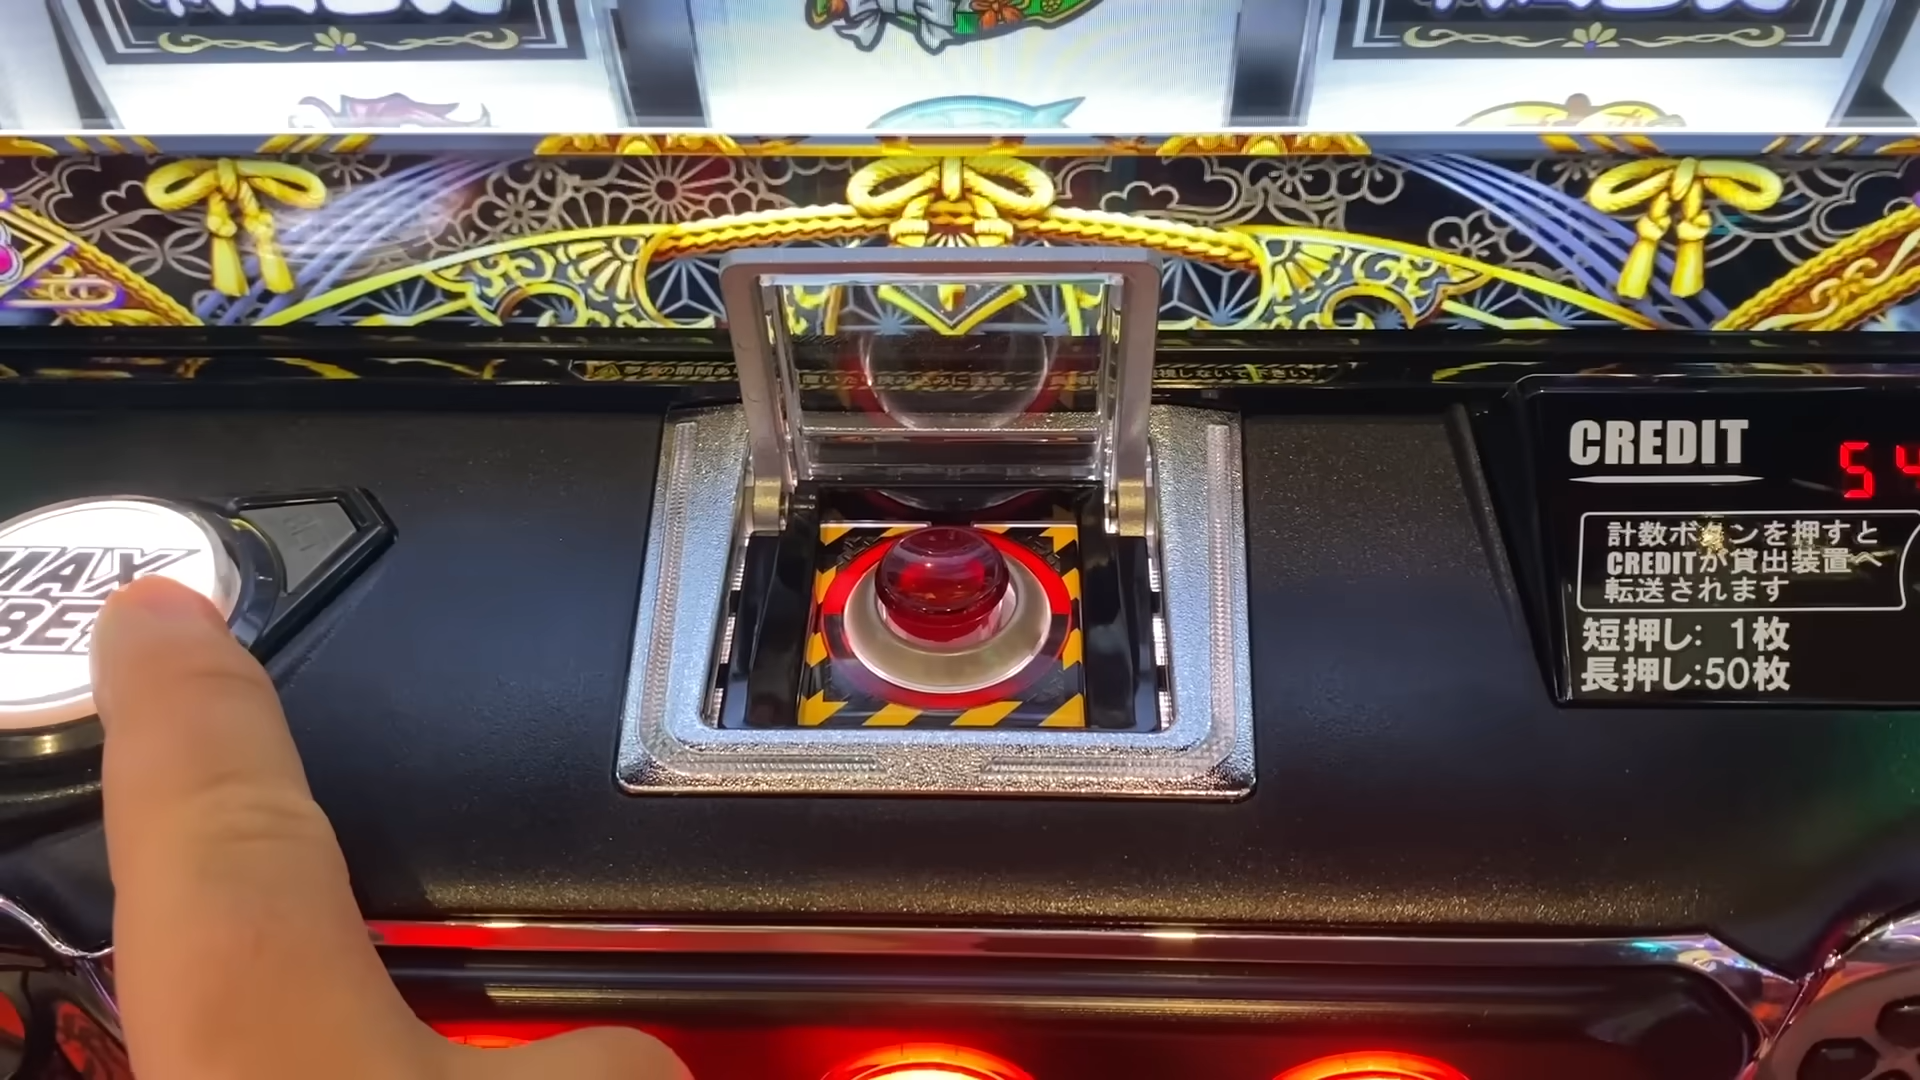 CREDIT
54
計数ボタンを押すと
CREDITが貸出装置へ
転送されます
短押し: 1枚
長押し:50枚
MAX
BET